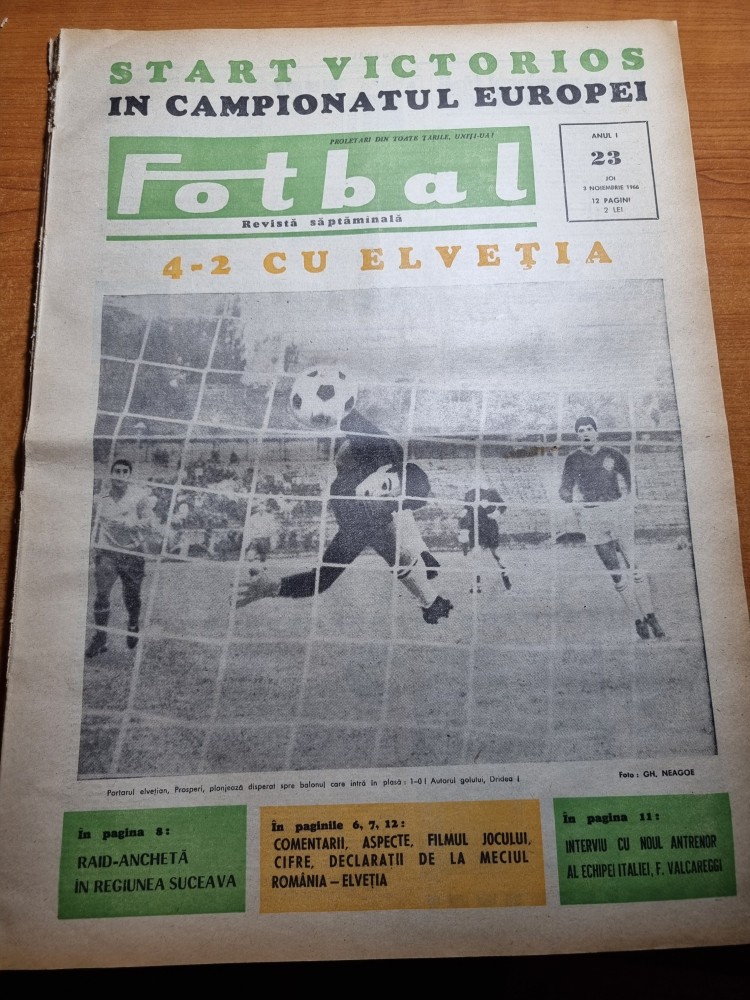 START VICTORIOS
IN CAMPIONATUL EUROPEI
PROLETARI DIN TOATE ȚĂRILE, UNIȚI-VĂ!
Fotbal
Revistă săptămînală
ANUL I
23
JOI
3 NOIEMBRIE 1966
12 PAGINI
2 LEI
4-2 CU ELVEȚIA
Portarul elvețian, Prosperi, plonjează disperat spre balonul care intră în plasă: 1-0! Autorul golului, Dridea I
Foto: GH. NEAGOE
În pagina 8:
RAID-ANCHETĂ
ÎN REGIUNEA SUCEAVA
În paginile 6, 7, 12:
COMENTARII, ASPECTE, FILMUL JOCULUI,
CIFRE, DECLARAȚII DE LA MECIUL
ROMÂNIA – ELVEȚIA
În pagina 11:
INTERVIU CU NOUL ANTRENOR
AL ECHIPEI ITALIEI, F. VALCAREGGI